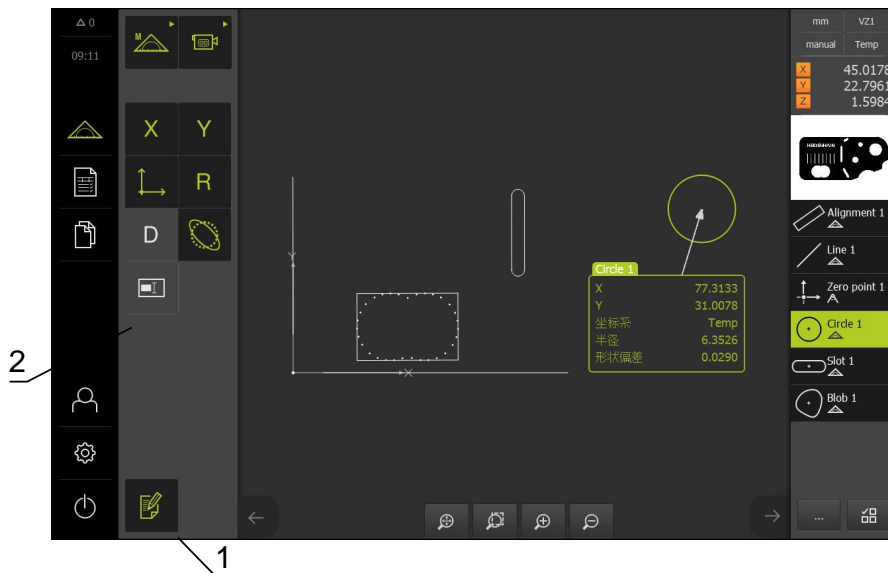 0
09:11
M
X
Y
R
D
2
1
Y
X
Circle 1
X 77.3133
Y 31.0078
坐标系 Temp
半径 6.3526
形状偏差 0.0290
mm VZ1
manual Temp
X 45.0178
Y 22.7961
Z 1.5984
HEIDENHAIN
Alignment 1
Line 1
Zero point 1
Circle 1
Slot 1
Blob 1
...